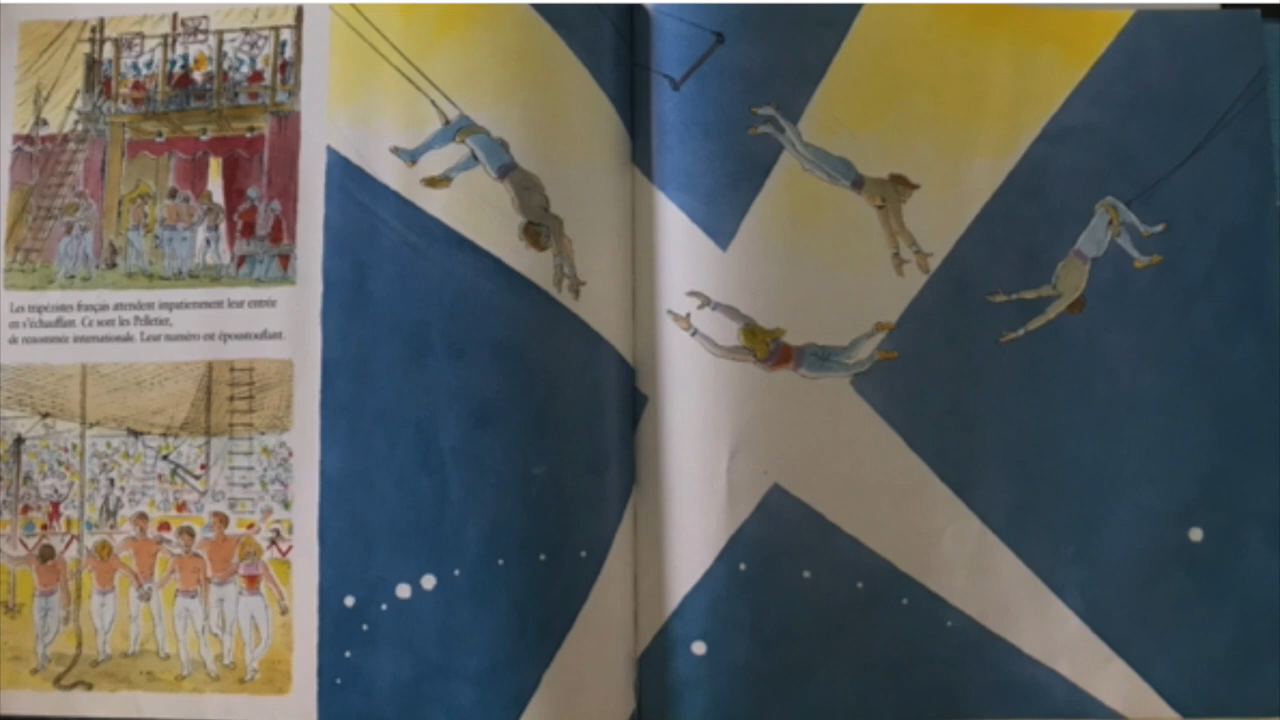 Les trapézistes français attendent impatiemment leur entrée
en s'échauffant. Ce sont les Pelletier,
de renommée internationale. Leur numéro est époustouflant.